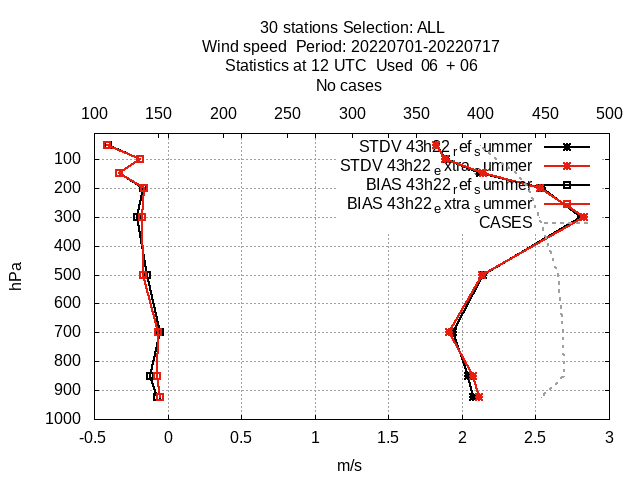 30 stations Selection: ALL
Wind speed  Period: 20220701-20220717
Statistics at 12 UTC  Used  06  + 06
No cases
100 150 200 250 300 350 400 450 500
STDV 43h22_ref_summer
STDV 43h22_extra_summer
BIAS 43h22_ref_summer
BIAS 43h22_extra_summer
CASES
100
200
300
400
500
600
700
800
900
1000
hPa
-0.5 0 0.5 1 1.5 2 2.5 3
m/s